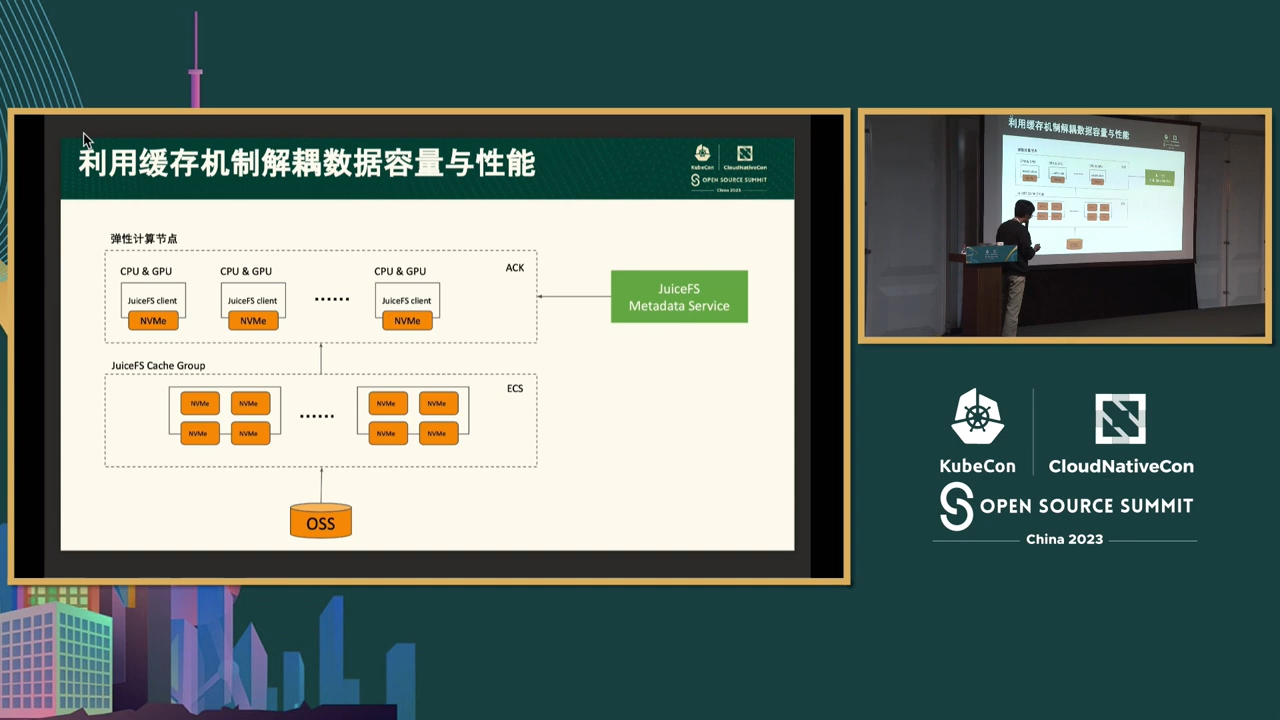 利用缓存机制解耦数据容量与性能
KubeCon
CloudNativeCon
OPEN SOURCE SUMMIT
China 2023
弹性计算节点
ACK
CPU & GPU
CPU & GPU
CPU & GPU
JuiceFS client
JuiceFS client
......
JuiceFS client
NVMe
NVMe
NVMe
JuiceFS
Metadata Service
JuiceFS Cache Group
ECS
NVMe
NVMe
NVMe
NVMe
......
NVMe
NVMe
NVMe
NVMe
OSS
利用缓存机制解耦数据容量与性能
KubeCon
CloudNativeCon
OPEN SOURCE SUMMIT
China 2023